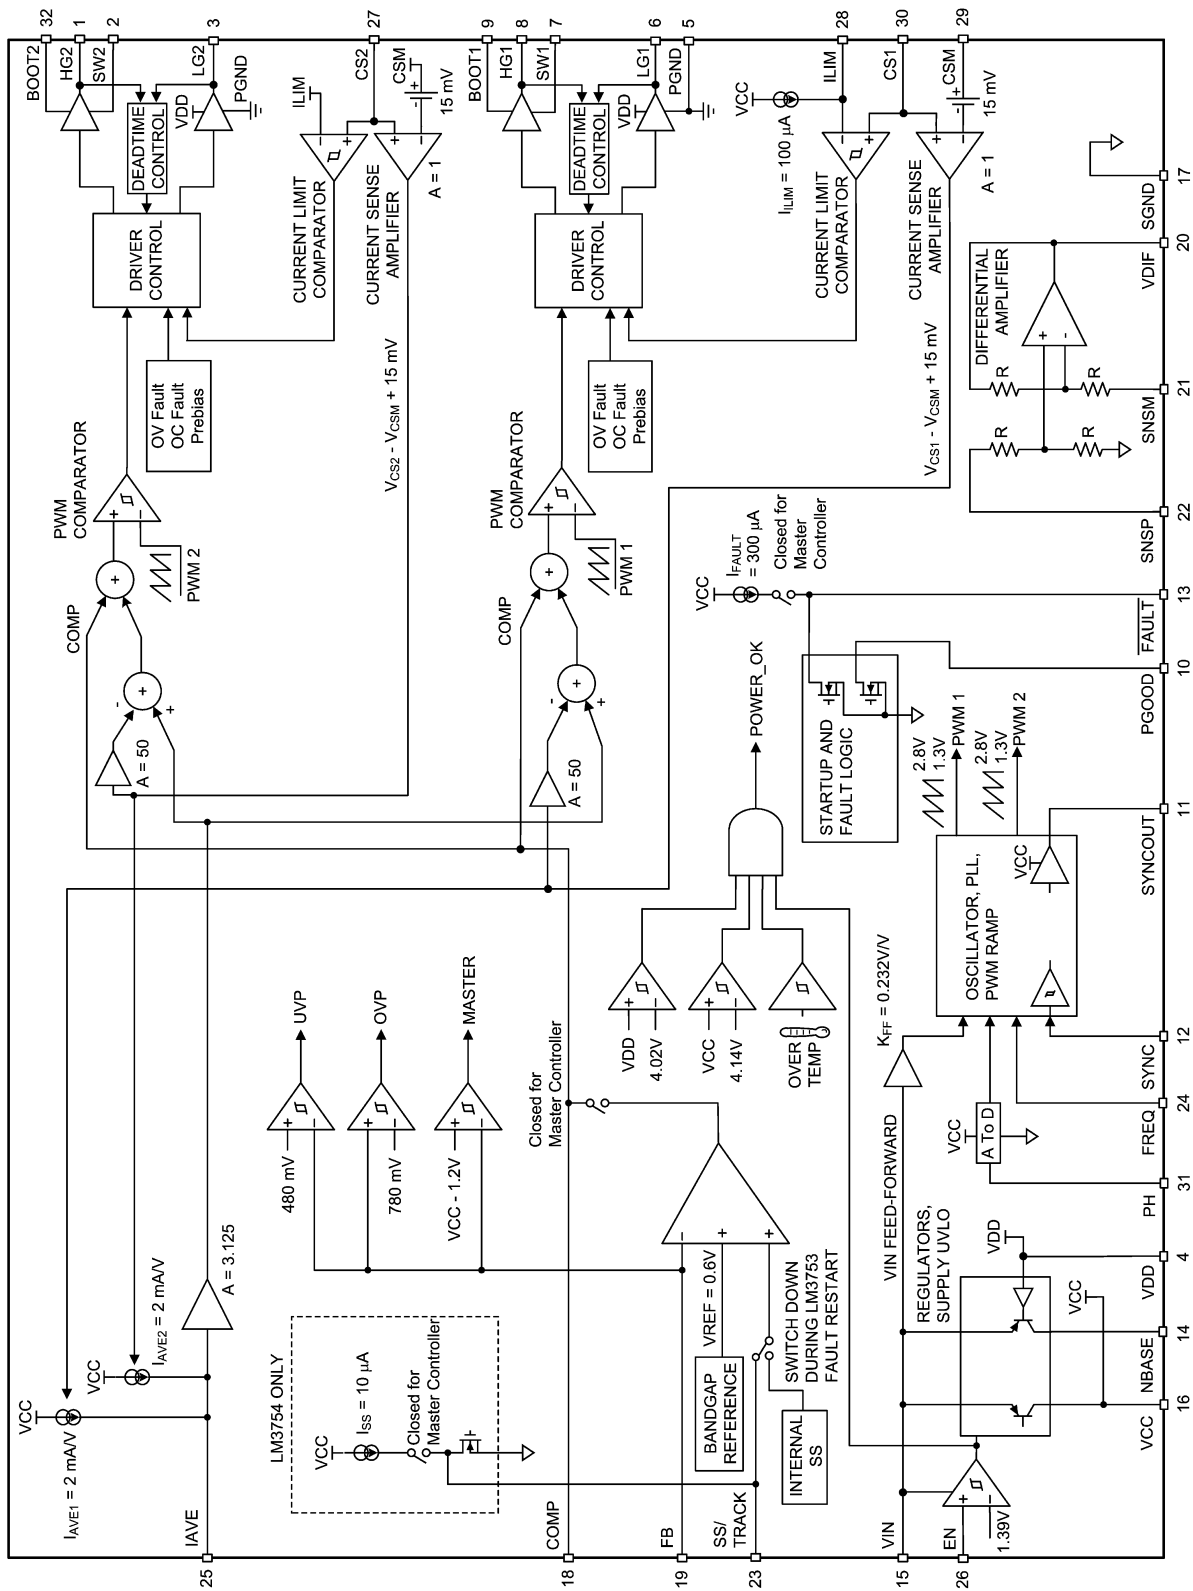 32
1
2
3
27
9
8
7
6
5
28
30
29
BOOT2
HG2
SW2
LG2
PGND
VDD
DEADTIME
CONTROL
DRIVER
CONTROL
ILIM
CS2
CSM
+
-
15 mV
A = 1
CURRENT LIMIT
COMPARATOR
CURRENT SENSE
AMPLIFIER
OV Fault
OC Fault
Prebias
VCS2 - VCSM + 15 mV
PWM
COMPARATOR
PWM 2
COMP
A = 50
BOOT1
HG1
SW1
LG1
PGND
VDD
DEADTIME
CONTROL
DRIVER
CONTROL
VCC
IILIM = 100 µA
ILIM
CS1
CSM
+
-
15 mV
A = 1
CURRENT LIMIT
COMPARATOR
CURRENT SENSE
AMPLIFIER
OV Fault
OC Fault
Prebias
VCS1 - VCSM + 15 mV
PWM
COMPARATOR
PWM 1
COMP
A = 50
SGND
17
VDIF
20
DIFFERENTIAL
AMPLIFIER
R
R
R
R
SNSM
21
SNSP
22
VCC
IFAULT
= 300 µA
Closed for
Master
Controller
FAULT
13
PGOOD
10
STARTUP AND
FAULT LOGIC
POWER_OK
2.8V
1.3V
PWM 1
2.8V
1.3V
PWM 2
SYNCOUT
11
VCC
OSCILLATOR, PLL,
PWM RAMP
KFF = 0.232V/V
SYNC
12
FREQ
24
VCC
A To D
PH
31
VDD
4.02V
VCC
4.14V
OVER
TEMP
UVP
OVP
MASTER
480 mV
780 mV
VCC - 1.2V
Closed for
Master Controller
VIN FEED-FORWARD
REGULATORS,
SUPPLY UVLO
VDD
VDD
4
VCC
NBASE
14
VCC
16
A = 3.125
IAVE2 = 2 mA/V
VCC
VCC
IAVE1 = 2 mA/V
LM3754 ONLY
VCC
ISS = 10 µA
Closed for
Master Controller
VREF = 0.6V
BANDGAP
REFERENCE
SWITCH DOWN
DURING LM3753
FAULT RESTART
INTERNAL
SS
IAVE
25
COMP
18
FB
19
SS/
TRACK
23
VIN
15
EN
26
1.39V